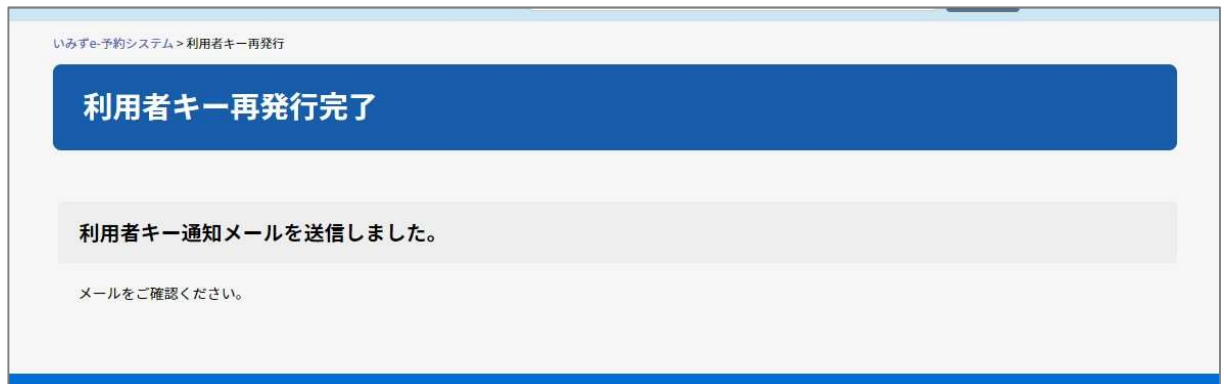 いみずe-予約システム > 利用者キー再発行
利用者キー再発行完了
利用者キー通知メールを送信しました。
メールをご確認ください。